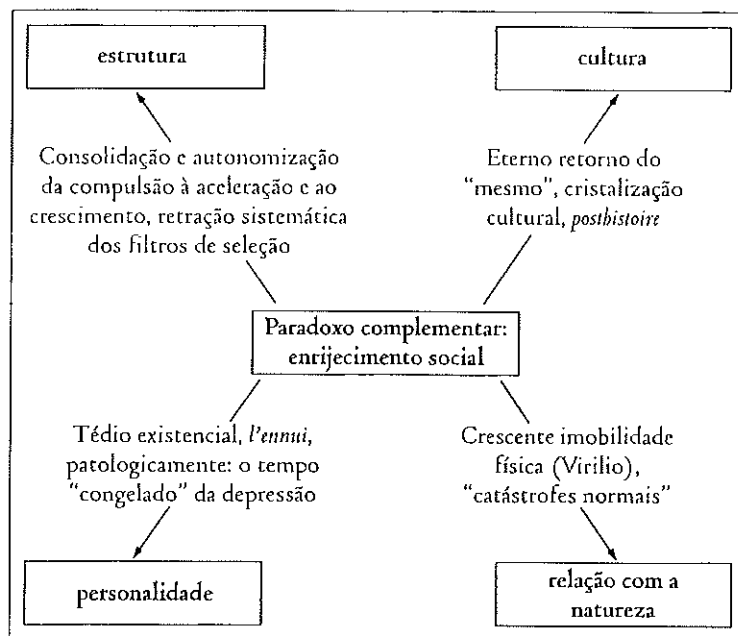 estrutura
cultura
Consolidação e autonomização
da compulsão à aceleração e ao
crescimento, retração sistemática
dos filtros de seleção
Eterno retorno do
“mesmo”, cristalização
cultural, posthistoire
Paradoxo complementar:
enrijecimento social
Tédio existencial, l’ennui,
patologicamente: o tempo
“congelado” da depressão
Crescente imobilidade
física (Virilio),
“catástrofes normais”
personalidade
relação com a
natureza